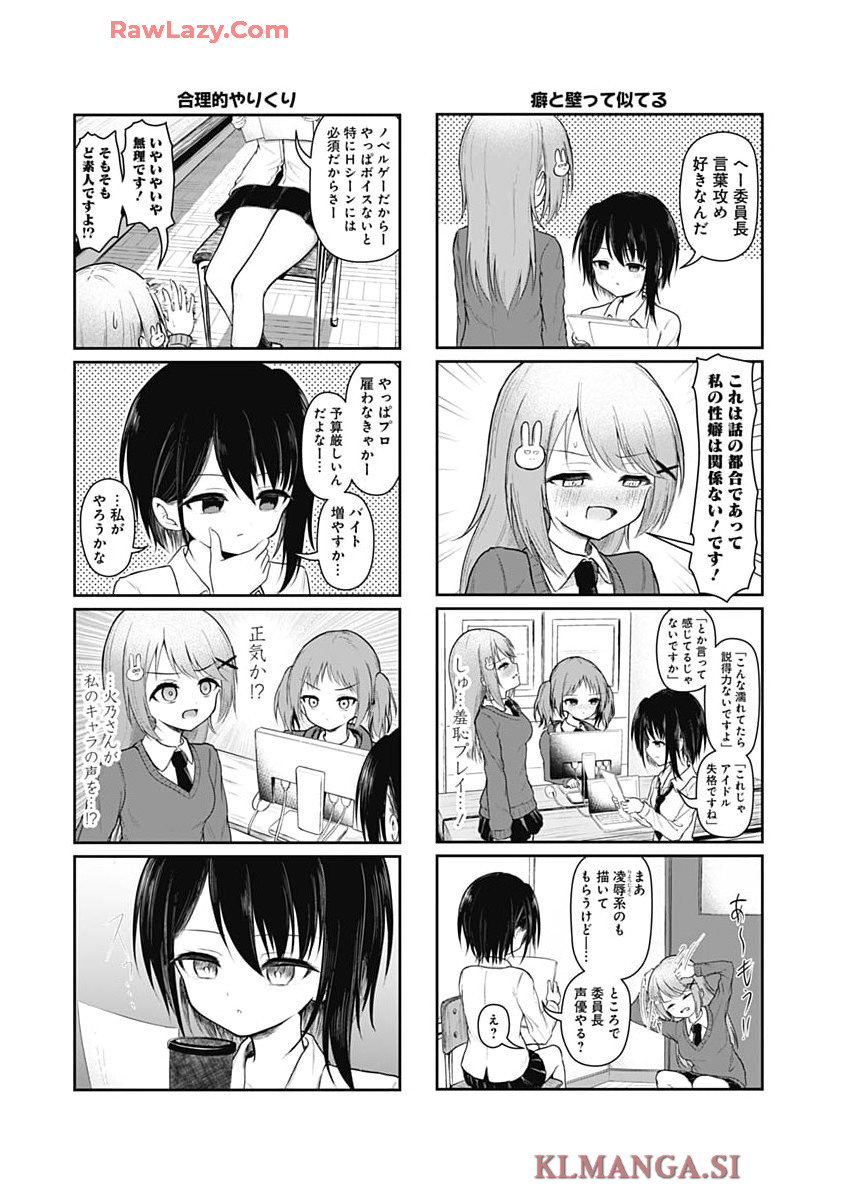 RawLazy.Com
癖と壁って似てる
へー委員長
言葉攻め
好きなんだ
これは話の都合であって
私の性癖は関係ない!です!
「こんな濡れてたら
説得力ないですよ」
「とか言って
感じてるじゃ
ないですか」
「これじゃ
アイドル
失格ですね」
しゅ…羞恥プレイ…!
まあ
凌辱系のも
描いて
もらうけどー…
あ〜もう!!
ところで
委員長
声優やる?
え?
合理的やりくり
ノベルゲーだからー
やっぱボイスないと
特にHシーンには
必須だからさー
いやいやいや
無理です!
そもそも
ど素人ですよ!?
やっぱプロ
雇わなきゃかー
予算厳しいん
だよなー…
バイト
増やすか…
…私が
やろうかな
正気か!?
…火乃さんが
私のキャラの声を…!?
スゥ
KLMANGA.SI